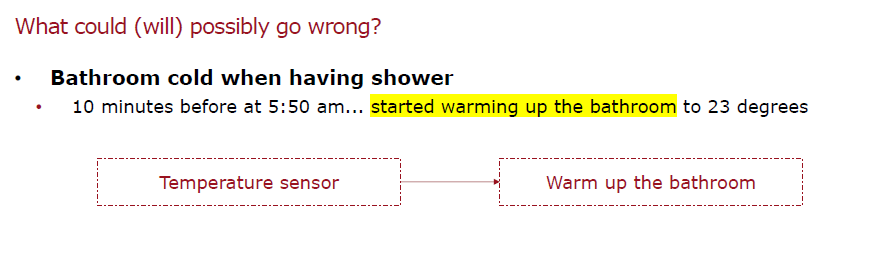 What could (will) possibly go wrong?
• Bathroom cold when having shower
• 10 minutes before at 5:50 am... started warming up the bathroom to 23 degrees
Temperature sensor
Warm up the bathroom